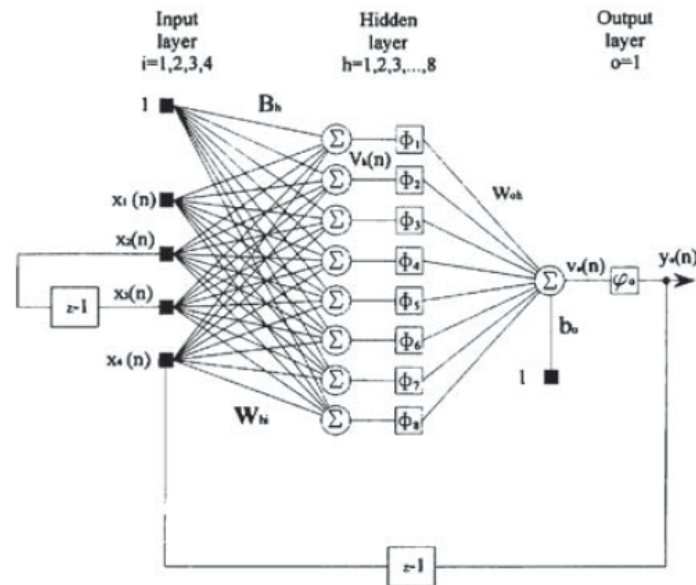 Input
layer
i=1,2,3,4
Hidden
layer
h=1,2,3,...,8
Output
layer
o=1
1
Bh
Σ
Φ1
Vh(n)
Σ
Φ2
Woh
x1 (n)
Σ
Φ3
x2(n)
Σ
Φ4
vo(n)
yo(n)
Σ
φo
z-1
x3(n)
Σ
Φ5
bo
x4 (n)
Σ
Φ6
1
Σ
Φ7
Whi
Σ
Φ8
z-1